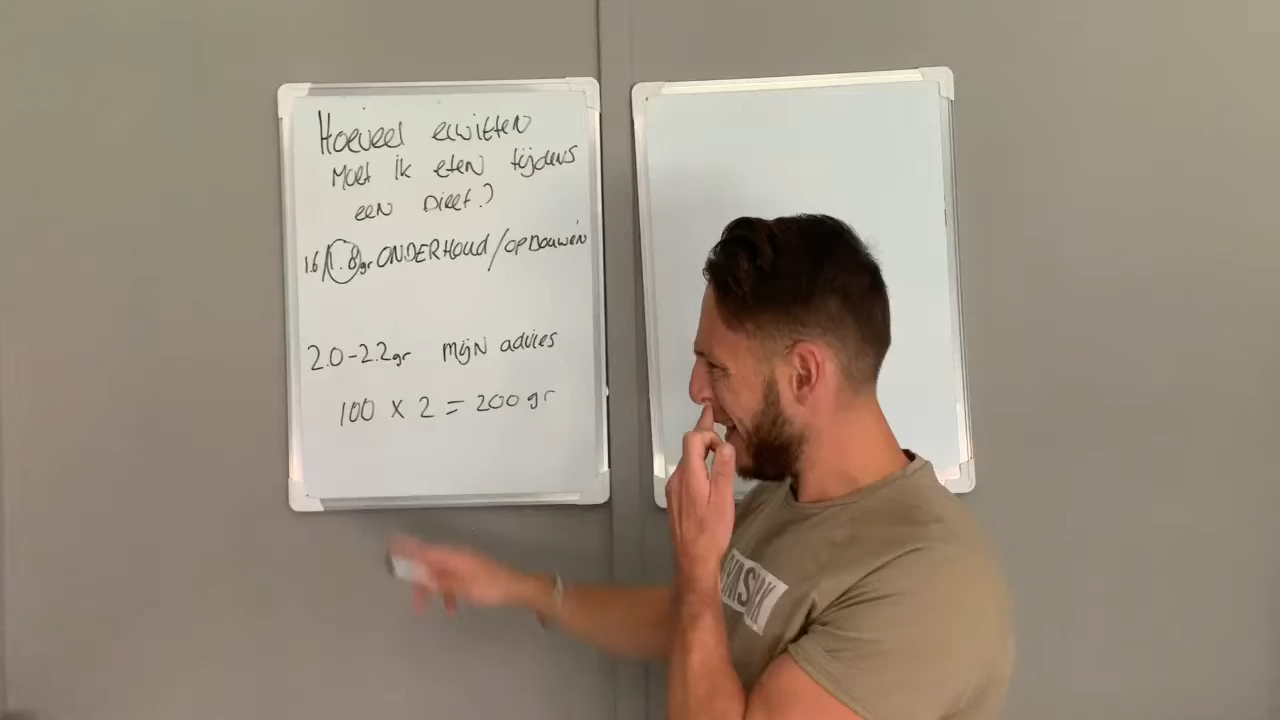 Hoeveel eiwitten
Moet ik eten tijdens
een Dieet?
1.6/1.8gr ONDERHOUD/OPBOUWEN
2.0-2.2gr Mijn advies
100 x 2 = 200 gr